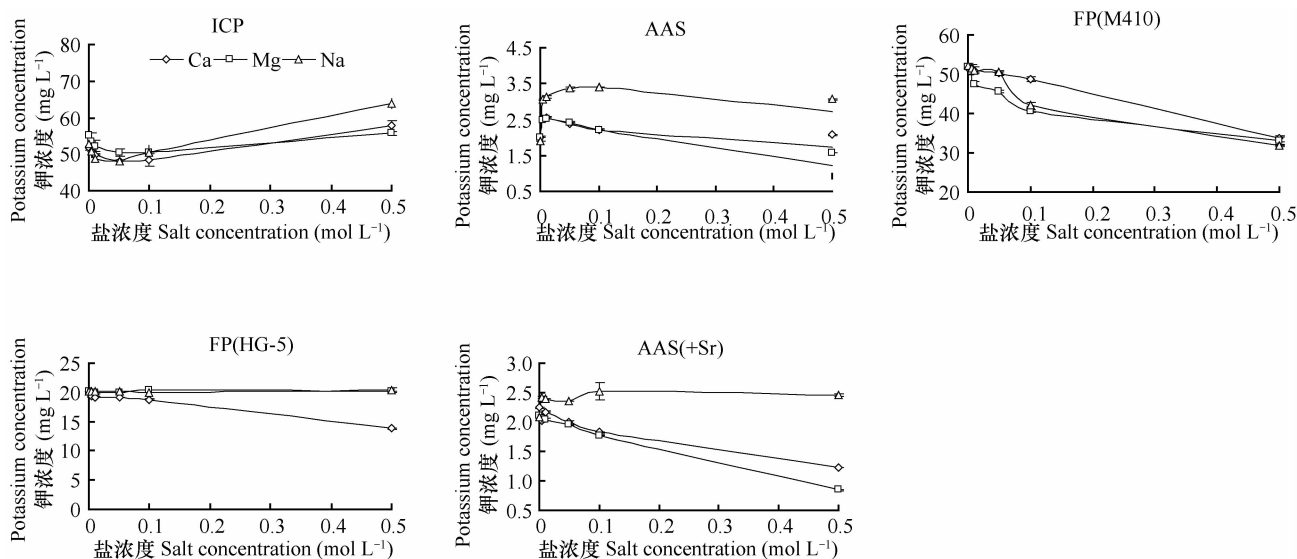 ICP
Potassium concentration
钾浓度 (mg L⁻¹)
80
70
60
50
40
Ca Mg Na
0 0.1 0.2 0.3 0.4 0.5
盐浓度 Salt concentration (mol L⁻¹)
AAS
Potassium concentration
钾浓度 (mg L⁻¹)
4.5
3.5
2.5
1.5
0.5
0 0.1 0.2 0.3 0.4 0.5
盐浓度 Salt concentration (mol L⁻¹)
FP(M410)
Potassium concentration
钾浓度 (mg L⁻¹)
60
50
40
30
20
0 0.1 0.2 0.3 0.4 0.5
盐浓度 Salt concentration (mol L⁻¹)
FP(HG-5)
Potassium concentration
钾浓度 (mg L⁻¹)
25
20
15
10
5
0
0 0.1 0.2 0.3 0.4 0.5
盐浓度 Salt concentration (mol L⁻¹)
AAS(+Sr)
Potassium concentration
钾浓度 (mg L⁻¹)
3.0
2.5
2.0
1.5
1.0
0.5
0 0.1 0.2 0.3 0.4 0.5
盐浓度 Salt concentration (mol L⁻¹)